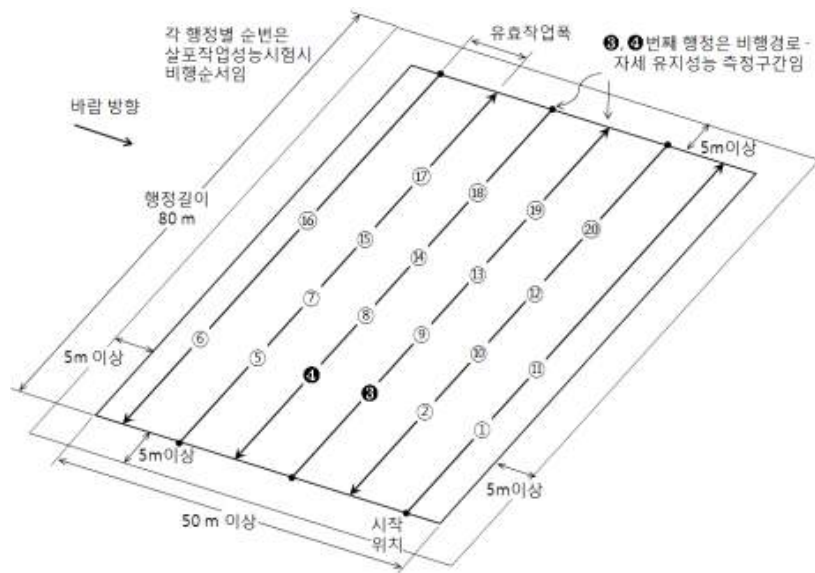 각 행정별 순번은
살포작업성능시험시
비행순서임
유효작업폭
❸, ❹번째 행정은 비행경로 -
자세 유지성능 측정구간임
바람 방향
5m이상
행정길이
80 m
⑰
⑱
⑯
⑲
⑮
⑳
⑭
⑬
⑦
⑫
⑧
⑥
⑨
⑪
5m 이상
⑤
⑩
❹
❸
②
①
5m이상
5m이상
50 m 이상
시작
위치